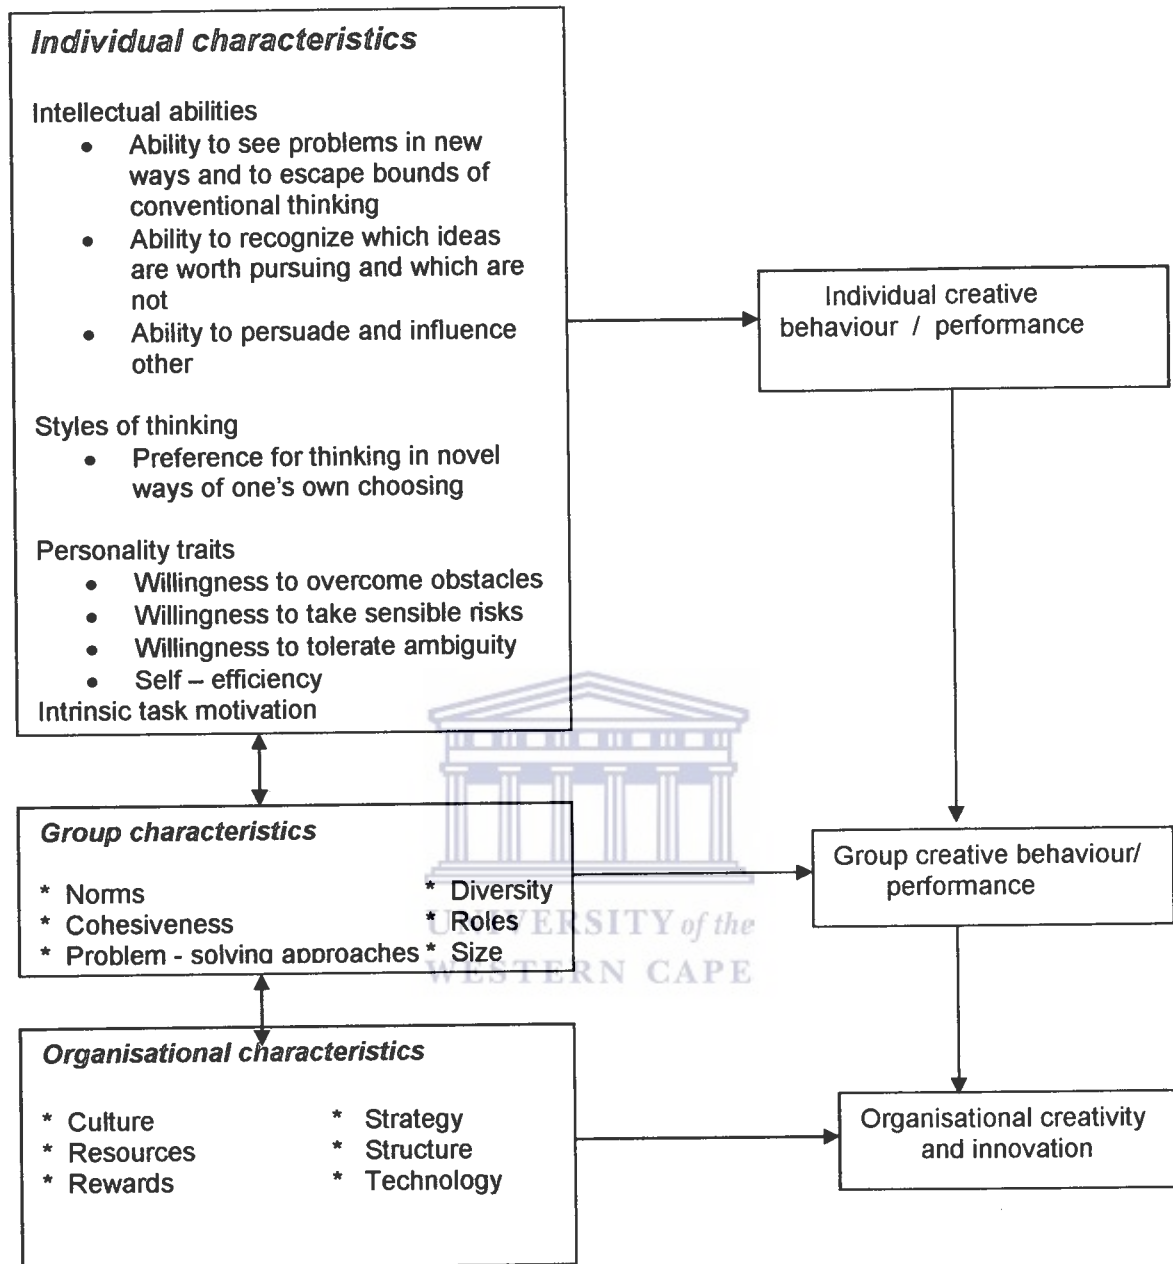 Individual characteristics
Intellectual abilities
• Ability to see problems in new
ways and to escape bounds of
conventional thinking
• Ability to recognize which ideas
are worth pursuing and which are
not
• Ability to persuade and influence
other
Styles of thinking
• Preference for thinking in novel
ways of one's own choosing
Personality traits
• Willingness to overcome obstacles
• Willingness to take sensible risks
• Willingness to tolerate ambiguity
• Self – efficiency
Intrinsic task motivation
Individual creative
behaviour / performance
Group characteristics
* Norms * Diversity
* Cohesiveness * Roles
* Problem - solving approaches * Size
Group creative behaviour/
performance
UNIVERSITY of the
WESTERN CAPE
Organisational characteristics
* Culture * Strategy
* Resources * Structure
* Rewards * Technology
Organisational creativity
and innovation